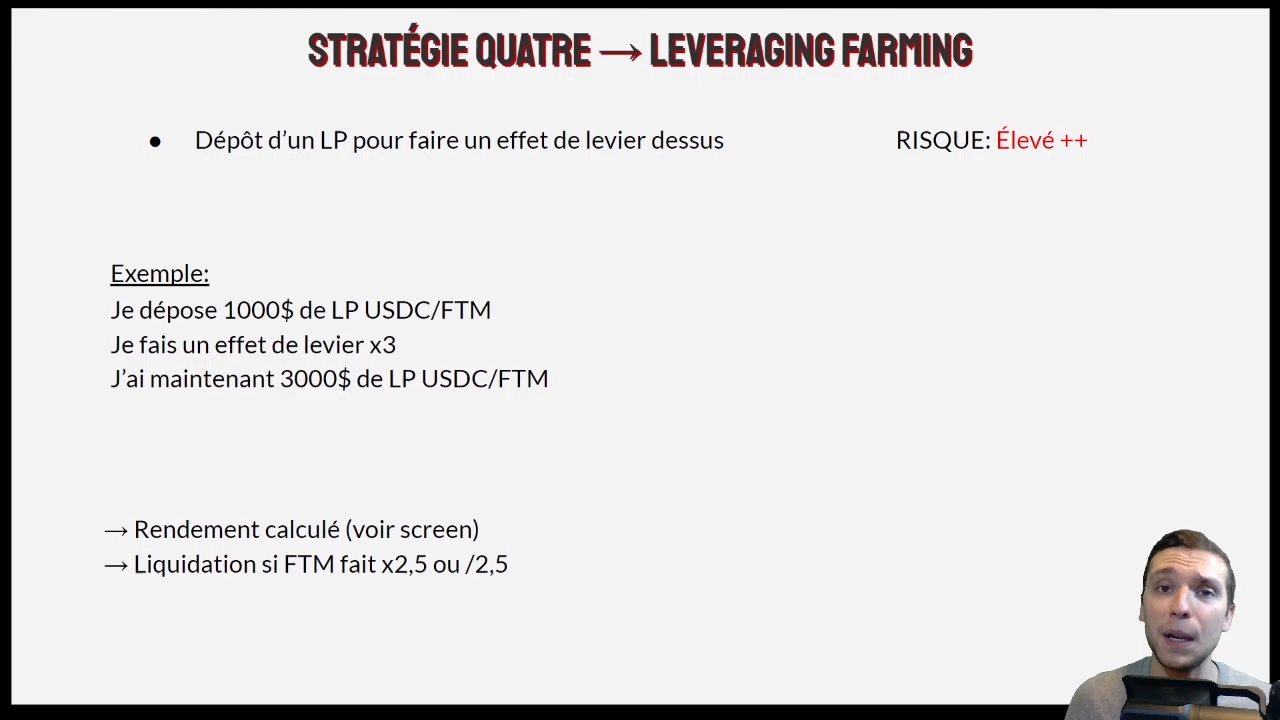 STRATÉGIE QUATRE → LEVERAGING FARMING
● Dépôt d’un LP pour faire un effet de levier dessus
RISQUE: Élevé ++
Exemple:
Je dépose 1000$ de LP USDC/FTM
Je fais un effet de levier x3
J’ai maintenant 3000$ de LP USDC/FTM
→ Rendement calculé (voir screen)
→ Liquidation si FTM fait x2,5 ou /2,5